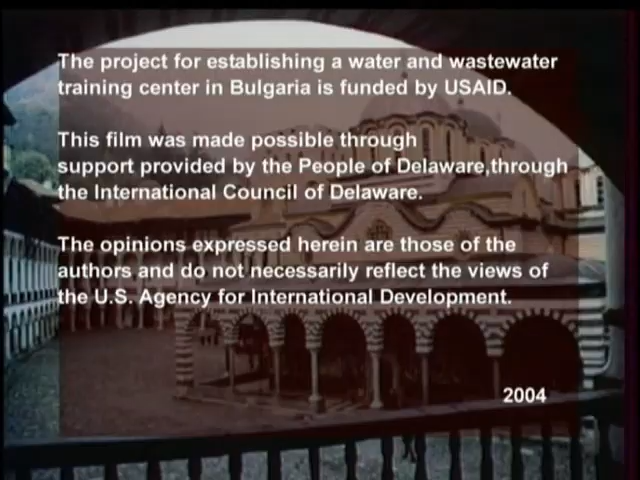 The project for establishing a water and wastewater
training center in Bulgaria is funded by USAID.
This film was made possible through
support provided by the People of Delaware,through
the International Council of Delaware.
The opinions expressed herein are those of the
authors and do not necessarily reflect the views of
the U.S. Agency for International Development.
2004